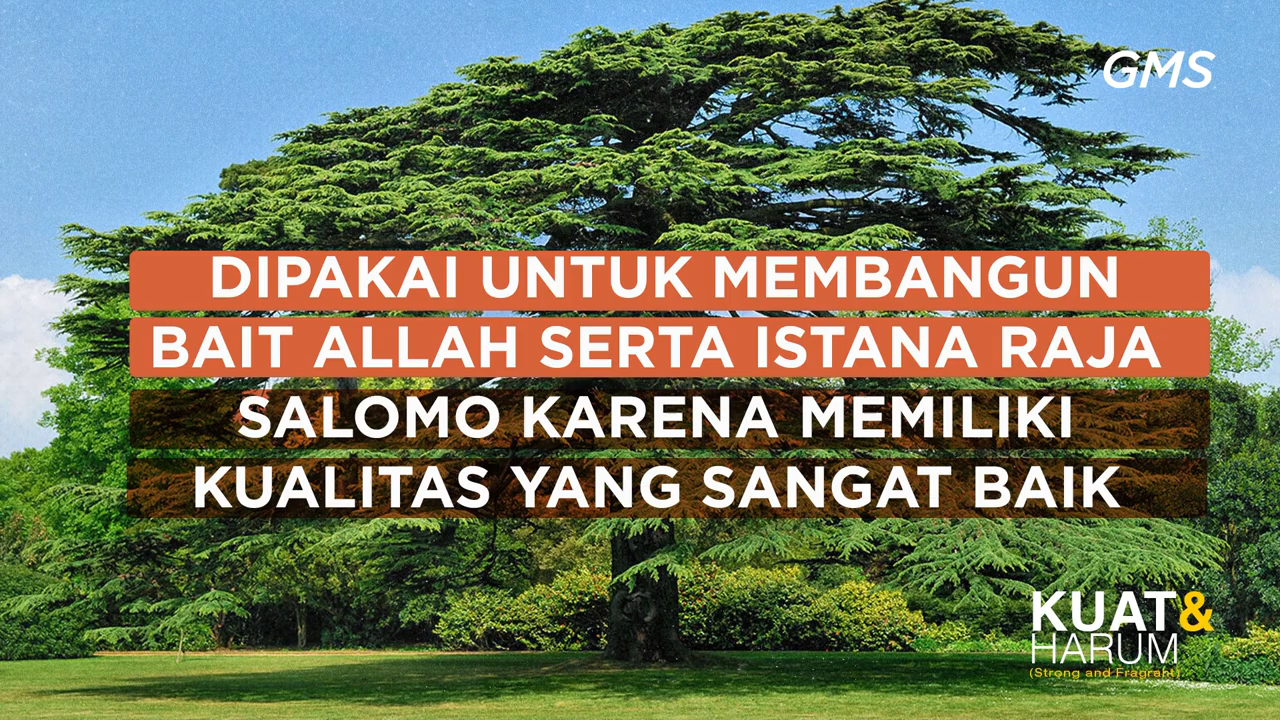 GMS
DIPAKAI UNTUK MEMBANGUN
BAIT ALLAH SERTA ISTANA RAJA
SALOMO KARENA MEMILIKI
KUALITAS YANG SANGAT BAIK
KUAT&
HARUM
(Strong and Fragrant)